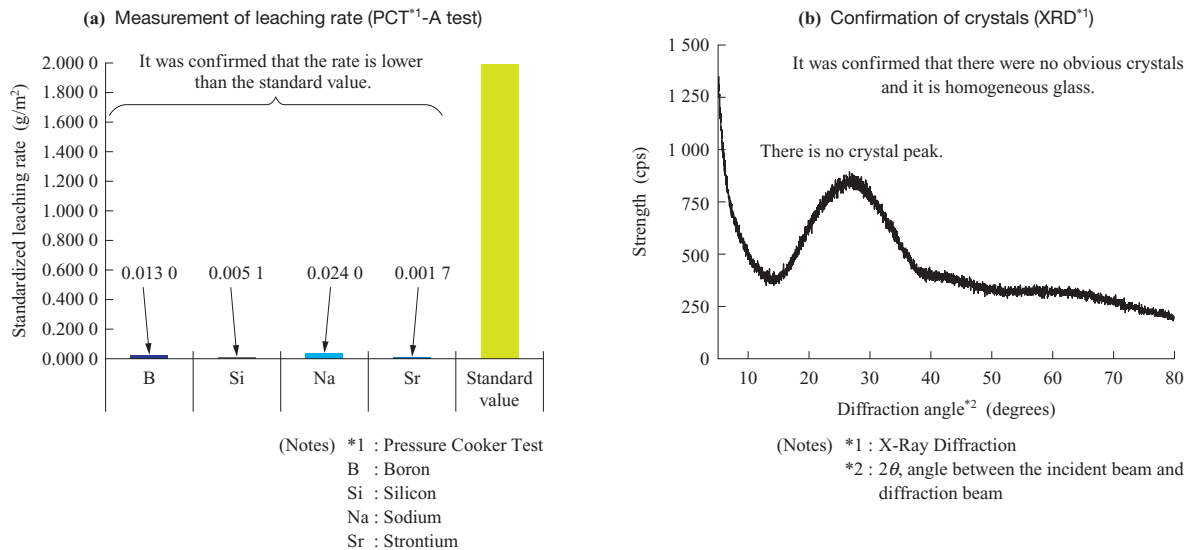 (a) Measurement of leaching rate (PCT*1-A test)
Standardized leaching rate (g/m2)
2.000 0
1.800 0
1.600 0
1.400 0
1.200 0
1.000 0
0.800 0
0.600 0
0.400 0
0.200 0
0.000 0
It was confirmed that the rate is lower
than the standard value.
0.013 0
0.005 1
0.024 0
0.001 7
B
Si
Na
Sr
Standard
value
(Notes) *1 : Pressure Cooker Test
B : Boron
Si : Silicon
Na : Sodium
Sr : Strontium
(b) Confirmation of crystals (XRD*1)
Strength (cps)
1 500
1 250
1 000
750
500
250
0
It was confirmed that there were no obvious crystals
and it is homogeneous glass.
There is no crystal peak.
10
20
30
40
50
60
70
80
Diffraction angle*2 (degrees)
(Notes) *1 : X-Ray Diffraction
*2 : 2θ, angle between the incident beam and
diffraction beam